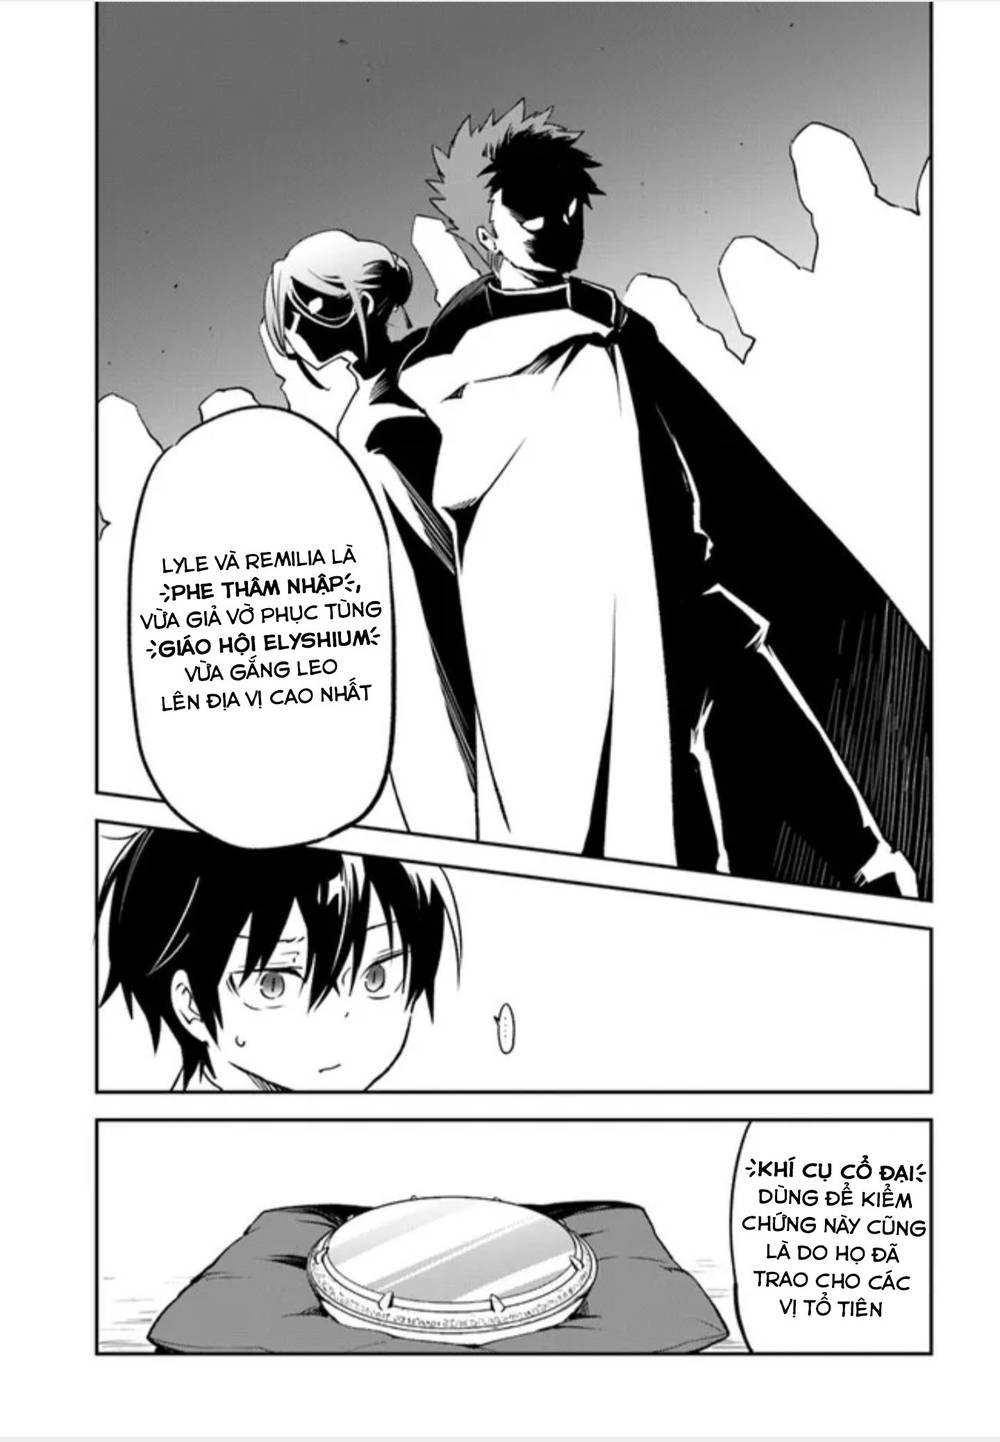 LYLE VÀ REMILIA LÀ
PHE THÂM NHẬP,
VỪA GIẢ VỜ PHỤC TÙNG
GIÁO HỘI ELYSHIUM
VỪA GẮNG LEO
LÊN ĐỊA VỊ CAO NHẤT
......
KHÍ CỤ CỔ ĐẠI
DÙNG ĐỂ KIỂM
CHỨNG NÀY CŨNG
LÀ DO HỌ ĐÃ
TRAO CHO CÁC
VỊ TỔ TIÊN